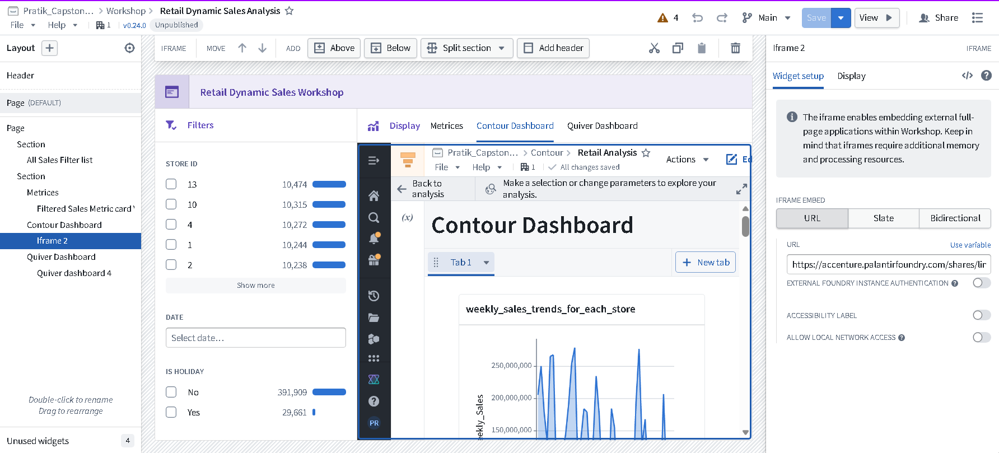 Pratik_Capston... > Workshop > Retail Dynamic Sales Analysis
File Help 1 v0.24.0 Unpublished
4 Main Save View Share
Layout
Header
Page (DEFAULT)
Page
Section
All Sales Filter list
Section
Metrices
Filtered Sales Metric card
Contour Dashboard
Iframe 2
Quiver Dashboard
Quiver dashboard 4
Double-click to rename
Drag to rearrange
Unused widgets 4
IFRAME MOVE ADD Above Below Split section Add header
Retail Dynamic Sales Workshop
Filters
STORE ID
13 10,474
10 10,315
4 10,272
1 10,244
2 10,238
Show more
DATE
Select date...
IS HOLIDAY
No 391,909
Yes 29,661
Display Metrices Contour Dashboard Quiver Dashboard
Pratik_Capston... > Contour > Retail Analysis
File Help 1 All changes saved
Actions Ed
Back to
analysis
Make a selection or change parameters to explore your
analysis.
(x)
Contour Dashboard
Tab 1 New tab
weekly_sales_trends_for_each_store
250,000,000
200,000,000
150,000,000
eekly_Sales
PR
Iframe 2 IFRAME
Widget setup Display
The iframe enables embedding external full-
page applications within Workshop. Keep in
mind that iframes require additional memory
and processing resources.
IFRAME EMBED
URL Slate Bidirectional
URL Use variable
https://accenture.palantirfoundry.com/shares/lir
EXTERNAL FOUNDRY INSTANCE AUTHENTICATION
ACCESSIBILITY LABEL
ALLOW LOCAL NETWORK ACCESS